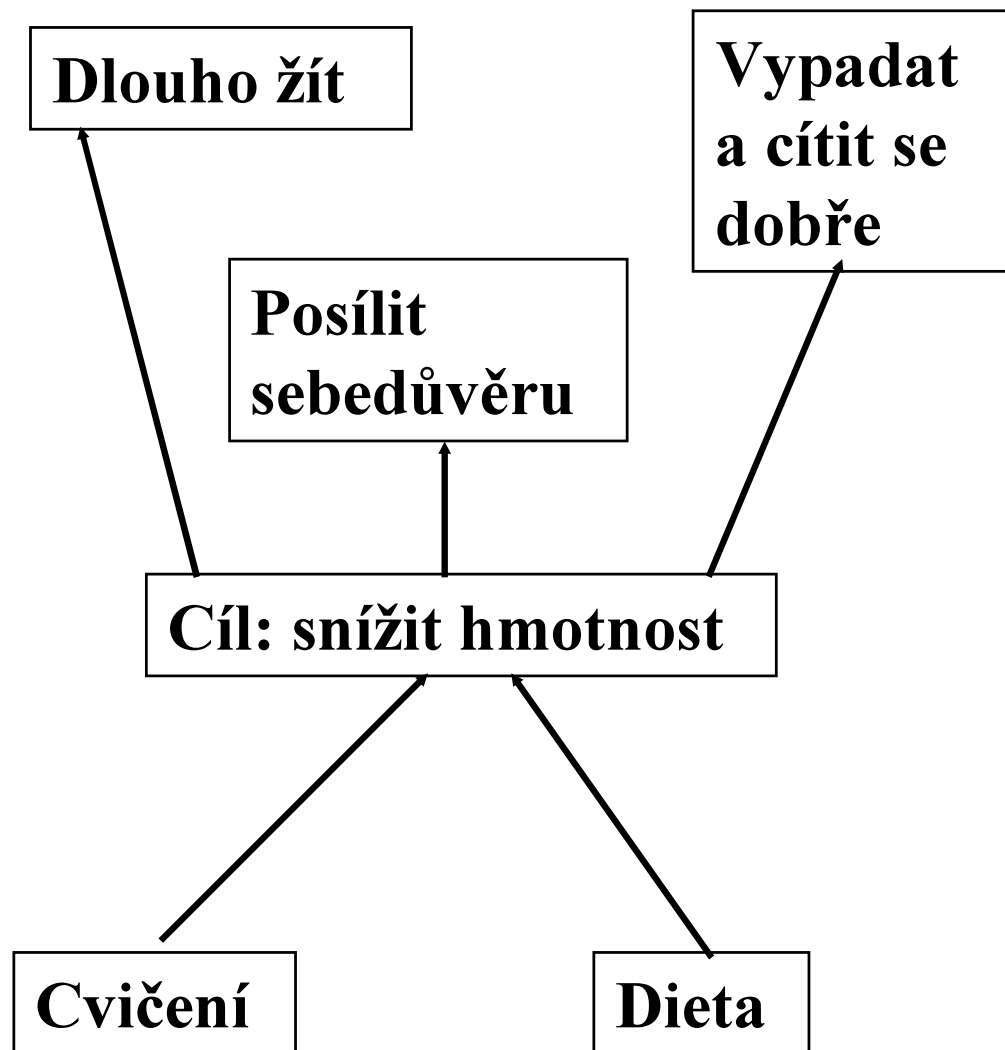 Dlouho žít
Vypadat
a cítit se
dobře
Posílit
sebedůvěru
Cíl: snížit hmotnost
Cvičení
Dieta